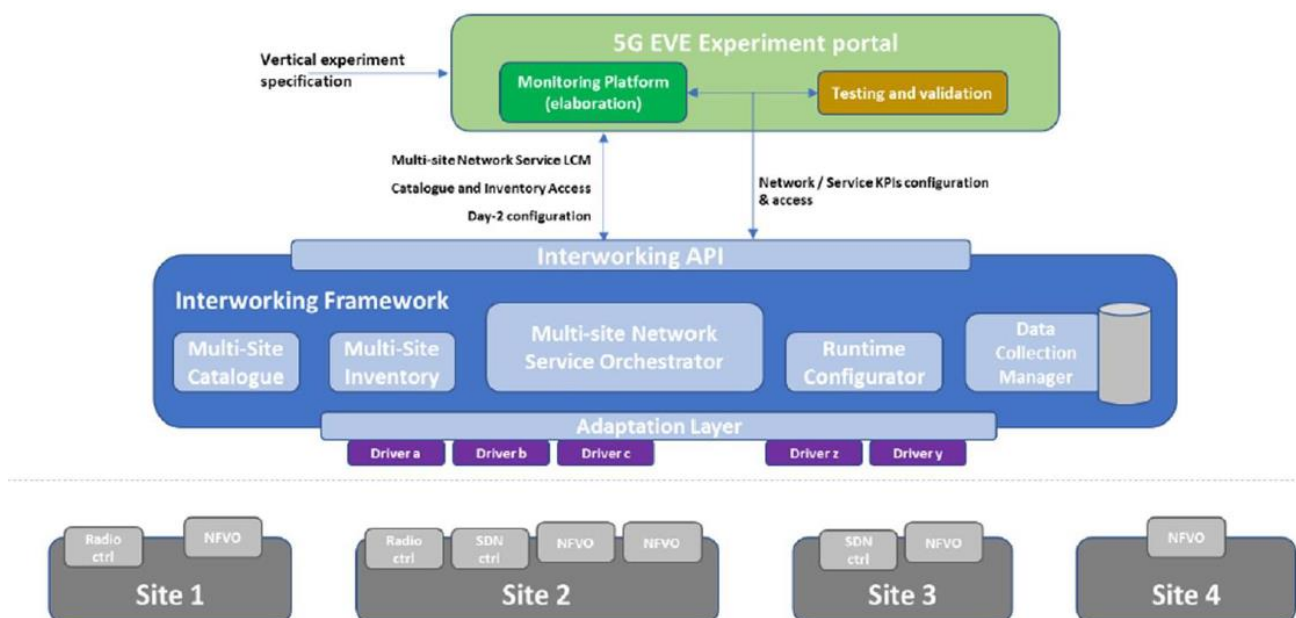 5G EVE Experiment portal
Vertical experiment
specification
Monitoring Platform
(elaboration)
Testing and validation
Multi-site Network Service LCM
Catalogue and Inventory Access
Day-2 configuration
Network / Service KPIs configuration
& access
Interworking API
Interworking Framework
Multi-Site
Catalogue
Multi-Site
Inventory
Multi-site Network
Service Orchestrator
Runtime
Configurator
Data
Collection
Manager
Adaptation Layer
Driver a
Driver b
Driver c
Driver z
Driver y
Radio
ctrl
NFVO
Site 1
Radio
ctrl
SDN
ctrl
NFVO
NFVO
Site 2
SDN
ctrl
NFVO
Site 3
NFVO
Site 4